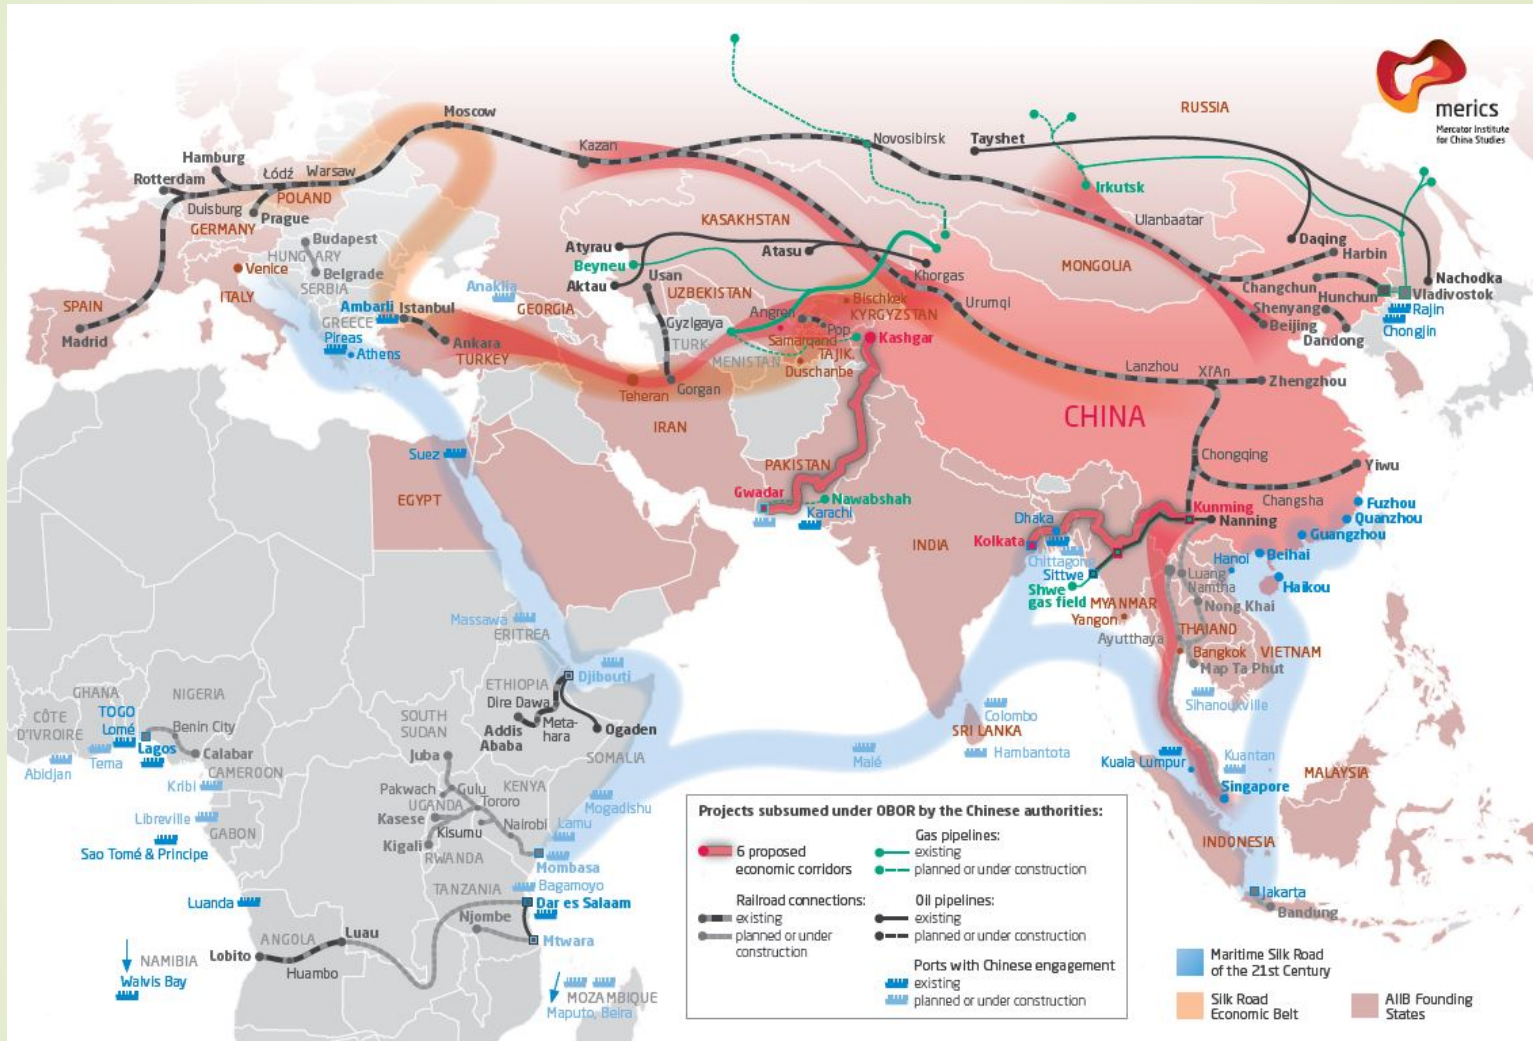 merics
Mercator Institute
for China Studies
RUSSIA
Moscow
Kazan
Novosibirsk
Tayshet
Hamburg
Rotterdam
Łódź
Warsaw
POLAND
Duisburg
Prague
GERMANY
Irkutsk
Ulanbaatar
KASAKHSTAN
Budapest
HUNGARY
Belgrade
SERBIA
Venice
ITALY
Atyrau
Beyneu
Aktau
Usan
Atasu
Khorgas
MONGOLIA
Daqing
Harbin
Changchun
Hunchun
Nachodka
Vladivostok
Shenyang
Rajin
Chongjin
Beijing
Dandong
SPAIN
Madrid
Ambarli
Istanbul
GREECE
Pireas
Athens
Anaklia
GEORGIA
Ankara
TURKEY
UZBEKISTAN
Gyzlgaya
TURK-
MENISTAN
Angren
Pop
Samarqand
TAJIK.
Duschanbe
Bischkek
KYRGYZSTAN
Urumqi
Kashgar
Teheran
Gorgan
IRAN
Lanzhou
XI'An
Zhengzhou
CHINA
Suez
EGYPT
PAKISTAN
Gwadar
Nawabshah
Karachi
INDIA
Chongqing
Yiwu
Changsha
Kunming
Nanning
Fuzhou
Quanzhou
Guangzhou
Dhaka
Kolkata
Chittagong
Sittwe
Shwe
gas field
MYANMAR
Yangon
Hanoi
Beihai
Haikou
Luang
Namtha
Nong Khai
Ayutthaya
THAILAND
Bangkok
VIETNAM
Map Ta Phut
Sihanoukville
Massawa
ERITREA
Djibouti
ETHIOPIA
Dire Dawa
Meta-
hara
Addis
Ababa
Ogaden
SOMALIA
GHANA
NIGERIA
CÔTE
D'IVROIRE
TOGO
Lomé
Benin City
Lagos
Calabar
Tema
Abidjan
CAMEROON
Kribi
SOUTH
SUDAN
Juba
Pakwach
Gulu
KENYA
Tororo
UGANDA
Kasese
Kisumu
Nairobi
Kigali
RWANDA
Mogadishu
Lamu
Mombasa
Libreville
GABON
Sao Tomé & Principe
TANZANIA
Bagamoyo
Dar es Salaam
Njombe
Mtwara
Luanda
ANGOLA
Luau
Lobito
Huambo
NAMIBIA
Walvis Bay
MOZAMBIQUE
Maputo, Beira
Malé
Colombo
SRI LANKA
Hambantota
Kuala Lumpur
Kuantan
Singapore
MALAYSIA
INDONESIA
Jakarta
Bandung
Projects subsumed under OBOR by the Chinese authorities:
6 proposed
economic corridors
Gas pipelines:
existing
planned or under construction
Railroad connections:
existing
planned or under
construction
Oil pipelines:
existing
planned or under construction
Ports with Chinese engagement
existing
planned or under construction
Maritime Silk Road
of the 21st Century
Silk Road
Economic Belt
AIIB Founding
States